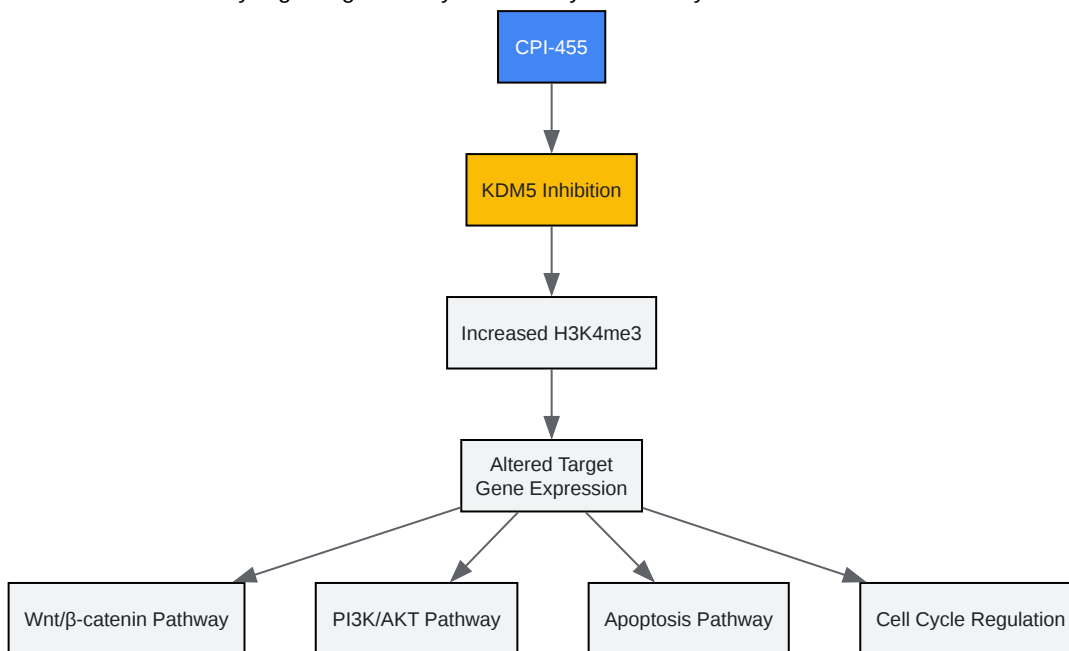 CPI-455
KDM5 Inhibition
Increased H3K4me3
Altered Target
Gene Expression
Wnt/β-catenin Pathway
PI3K/AKT Pathway
Apoptosis Pathway
Cell Cycle Regulation